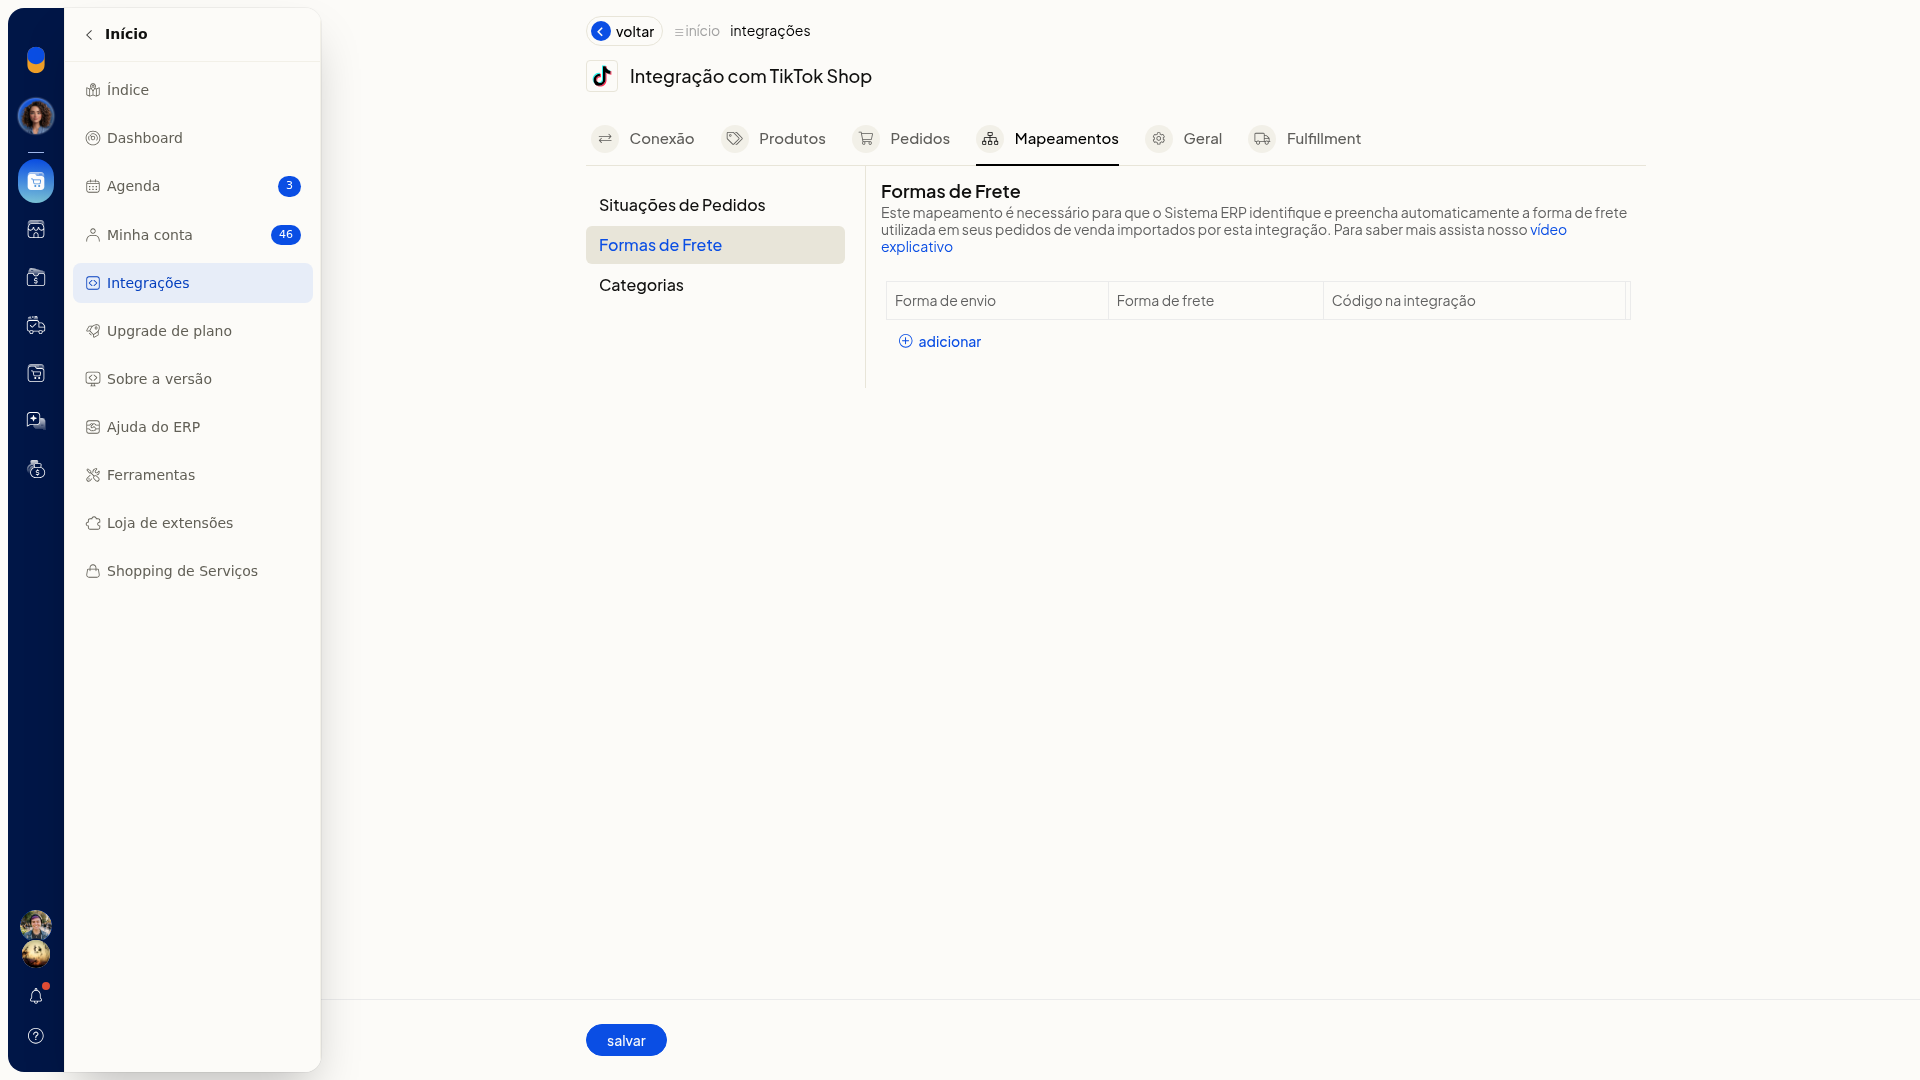 Início
Índice
Dashboard
Agenda 3
Minha conta 46
Integrações
Upgrade de plano
Sobre a versão
Ajuda do ERP
Ferramentas
Loja de extensões
Shopping de Serviços
voltar início integrações
Integração com TikTok Shop
Conexão Produtos Pedidos Mapeamentos Geral Fulfillment
Situações de Pedidos
Formas de Frete
Categorias
Formas de Frete
Este mapeamento é necessário para que o Sistema ERP identifique e preencha automaticamente a forma de frete
utilizada em seus pedidos de venda importados por esta integração. Para saber mais assista nosso vídeo
explicativo
Forma de envio Forma de frete Código na integração
adicionar
salvar